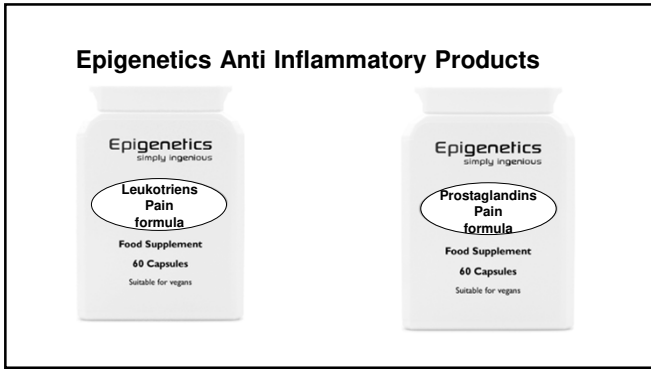 Epigenetics Anti Inflammatory Products
Epigenetics
simply ingenious
Leukotriens
Pain
formula
Food Supplement
60 Capsules
Suitable for vegans
Epigenetics
simply ingenious
Prostaglandins
Pain
formula
Food Supplement
60 Capsules
Suitable for vegans